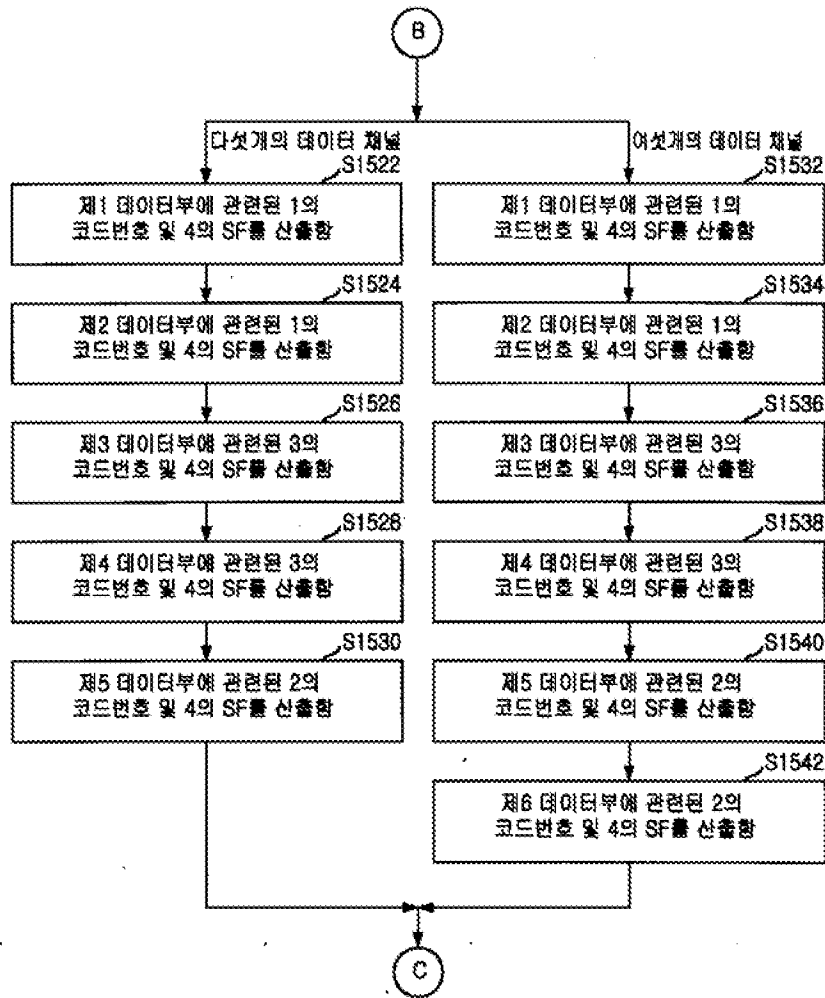 B
다섯개의 데이터 채널
S1522
제1 데이터부에 관련된 1의
코드번호 및 4의 SF를 산출함
S1524
제2 데이터부에 관련된 1의
코드번호 및 4의 SF를 산출함
S1526
제3 데이터부에 관련된 3의
코드번호 및 4의 SF를 산출함
S1528
제4 데이터부에 관련된 3의
코드번호 및 4의 SF를 산출함
S1530
제5 데이터부에 관련된 2의
코드번호 및 4의 SF를 산출함
여섯개의 데이터 채널
S1532
제1 데이터부에 관련된 1의
코드번호 및 4의 SF를 산출함
S1534
제2 데이터부에 관련된 1의
코드번호 및 4의 SF를 산출함
S1536
제3 데이터부에 관련된 3의
코드번호 및 4의 SF를 산출함
S1538
제4 데이터부에 관련된 3의
코드번호 및 4의 SF를 산출함
S1540
제5 데이터부에 관련된 2의
코드번호 및 4의 SF를 산출함
S1542
제6 데이터부에 관련된 2의
코드번호 및 4의 SF를 산출함
C